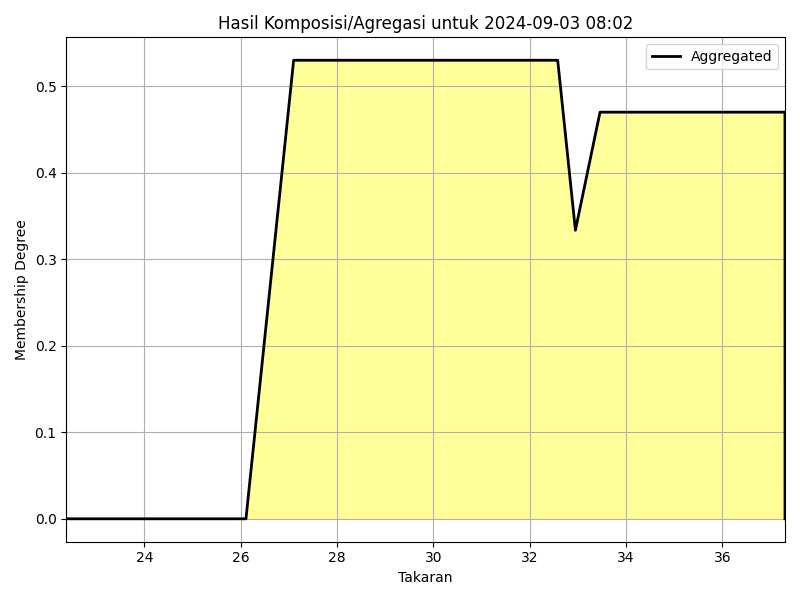 Hasil Komposisi/Agregasi untuk 2024-09-03 08:02
Aggregated
Membership Degree
0.5
0.4
0.3
0.2
0.1
0.0
24 26 28 30 32 34 36
Takaran